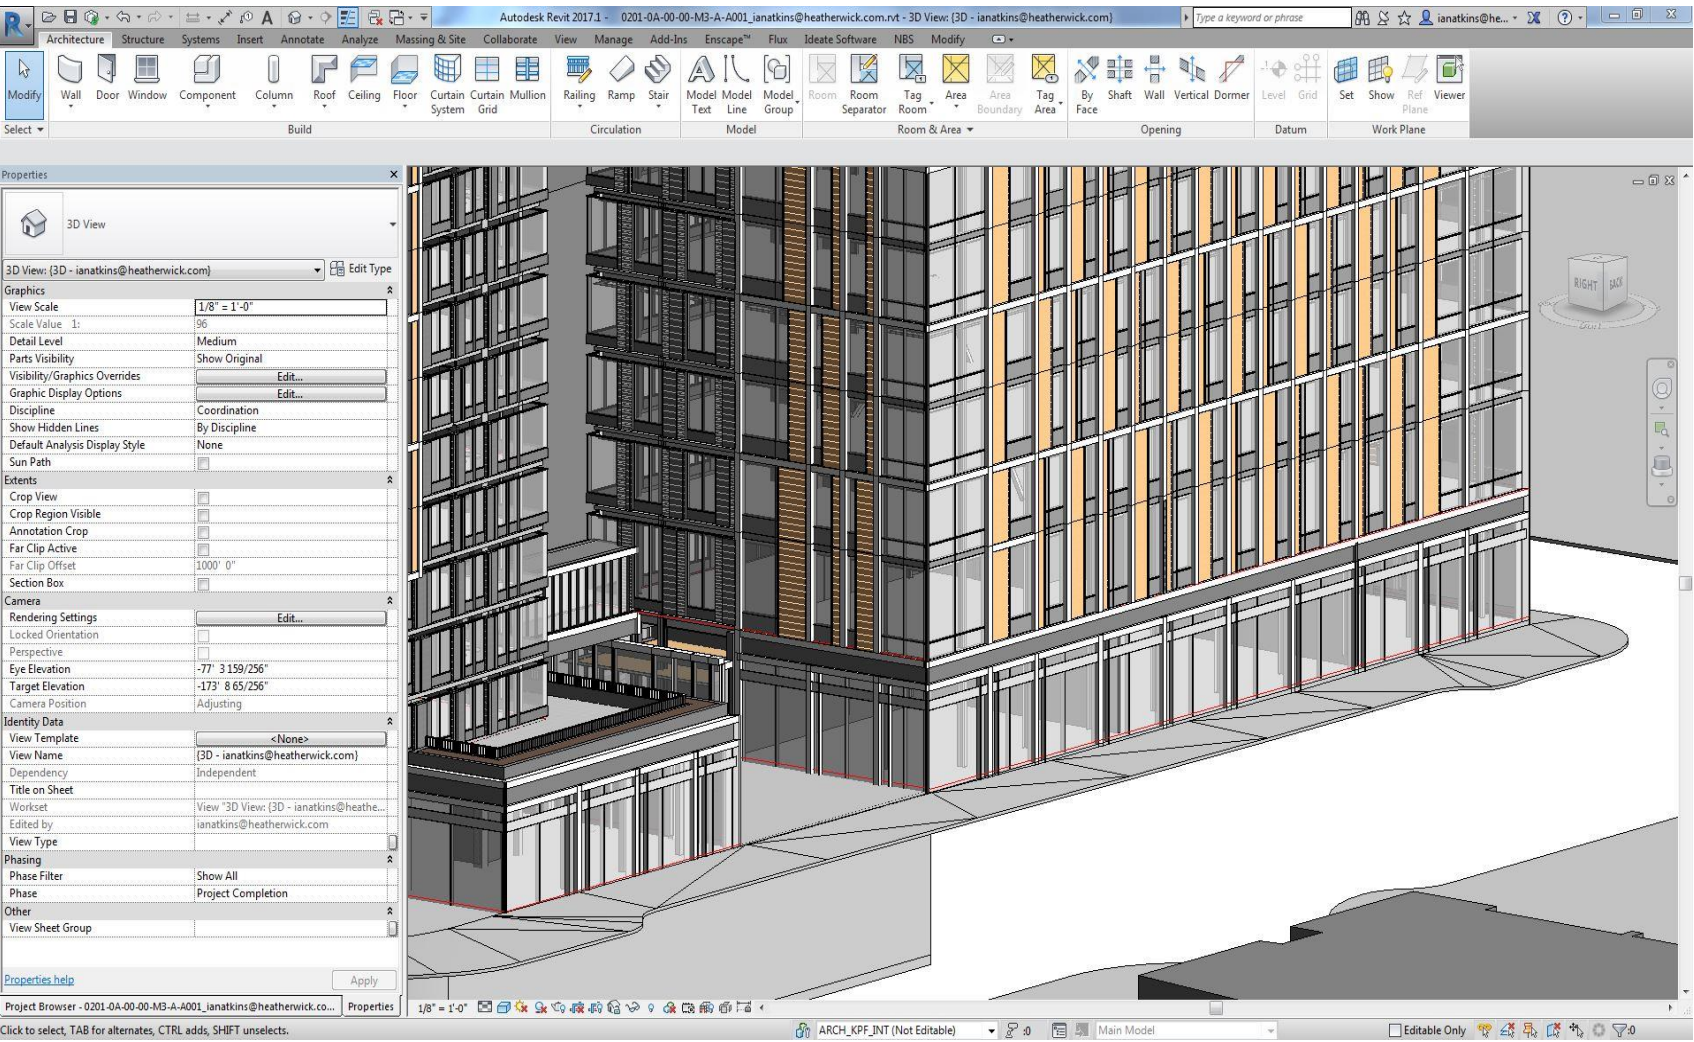 Autodesk Revit 2017.1 - 0201-0A-00-00-M3-A-A001_ianatkins@heatherwick.com.rvt - 3D View: {3D - ianatkins@heatherwick.com}
Type a keyword or phrase
ianatkins@he...
Architecture Structure Systems Insert Annotate Analyze Massing & Site Collaborate View Manage Add-Ins Enscape™ Flux Ideate Software NBS Modify
Modify Wall Door Window Component Column Roof Ceiling Floor Curtain System Curtain Grid Mullion Railing Ramp Stair Model Text Model Line Model Group Room Room Separator Tag Room Area Area Boundary Tag Area By Face Shaft Wall Vertical Dormer Level Grid Set Show Ref Plane Viewer
Select Build Circulation Model Room & Area Opening Datum Work Plane
Properties
3D View
3D View: {3D - ianatkins@heatherwick.com} Edit Type
Graphics
View Scale 1/8" = 1'-0"
Scale Value 1: 96
Detail Level Medium
Parts Visibility Show Original
Visibility/Graphics Overrides Edit...
Graphic Display Options Edit...
Discipline Coordination
Show Hidden Lines By Discipline
Default Analysis Display Style None
Sun Path
Extents
Crop View
Crop Region Visible
Annotation Crop
Far Clip Active
Far Clip Offset 1000' 0"
Section Box
Camera
Rendering Settings Edit...
Locked Orientation
Perspective
Eye Elevation -77' 3 159/256"
Target Elevation -173' 8 65/256"
Camera Position Adjusting
Identity Data
View Template <None>
View Name {3D - ianatkins@heatherwick.com}
Dependency Independent
Title on Sheet
Workset View "3D View: {3D - ianatkins@heathe...
Edited by ianatkins@heatherwick.com
View Type
Phasing
Phase Filter Show All
Phase Project Completion
Other
View Sheet Group
Properties help Apply
Project Browser - 0201-0A-00-00-M3-A-A001_ianatkins@heatherwick.co... Properties
RIGHT BACK
1/8" = 1'-0"
Click to select, TAB for alternates, CTRL adds, SHIFT unselects.
ARCH_KPF_INT (Not Editable) :0 Main Model Editable Only :0